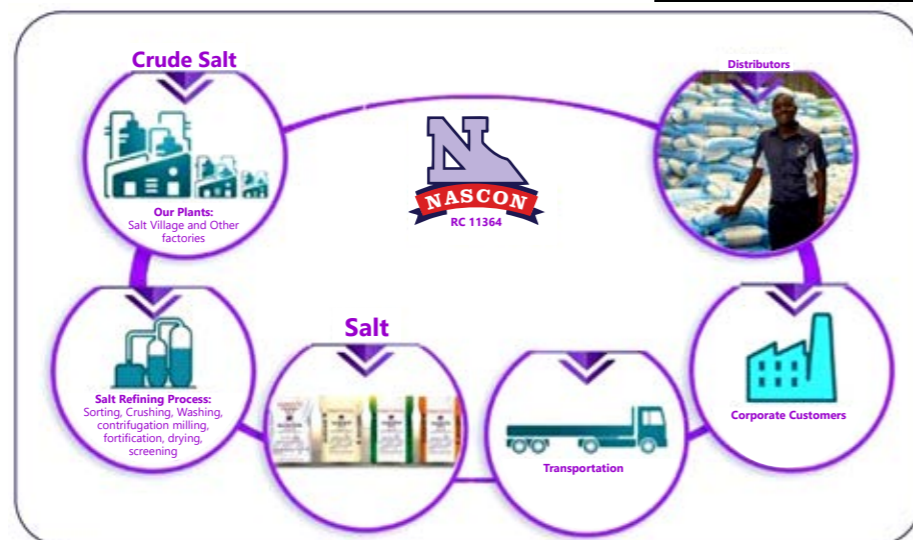 Crude Salt
Distributors
Our Plants:
Salt Village and Other
factories
NASCON
RC 11364
Salt Refining Process:
Sorting, Crushing, Washing,
contrifugation milling,
fortification, drying,
screening
Salt
Transportation
Corporate Customers